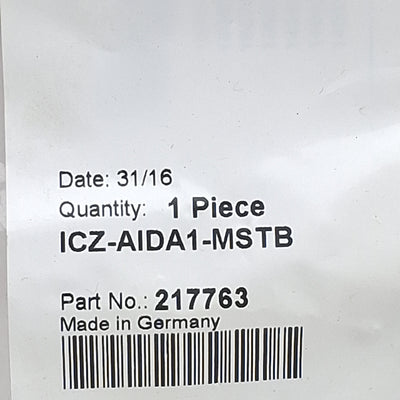 Date: 31/16
Quantity: 1 Piece
ICZ-AIDA1-MSTB
Part No.: 217763
Made in Germany